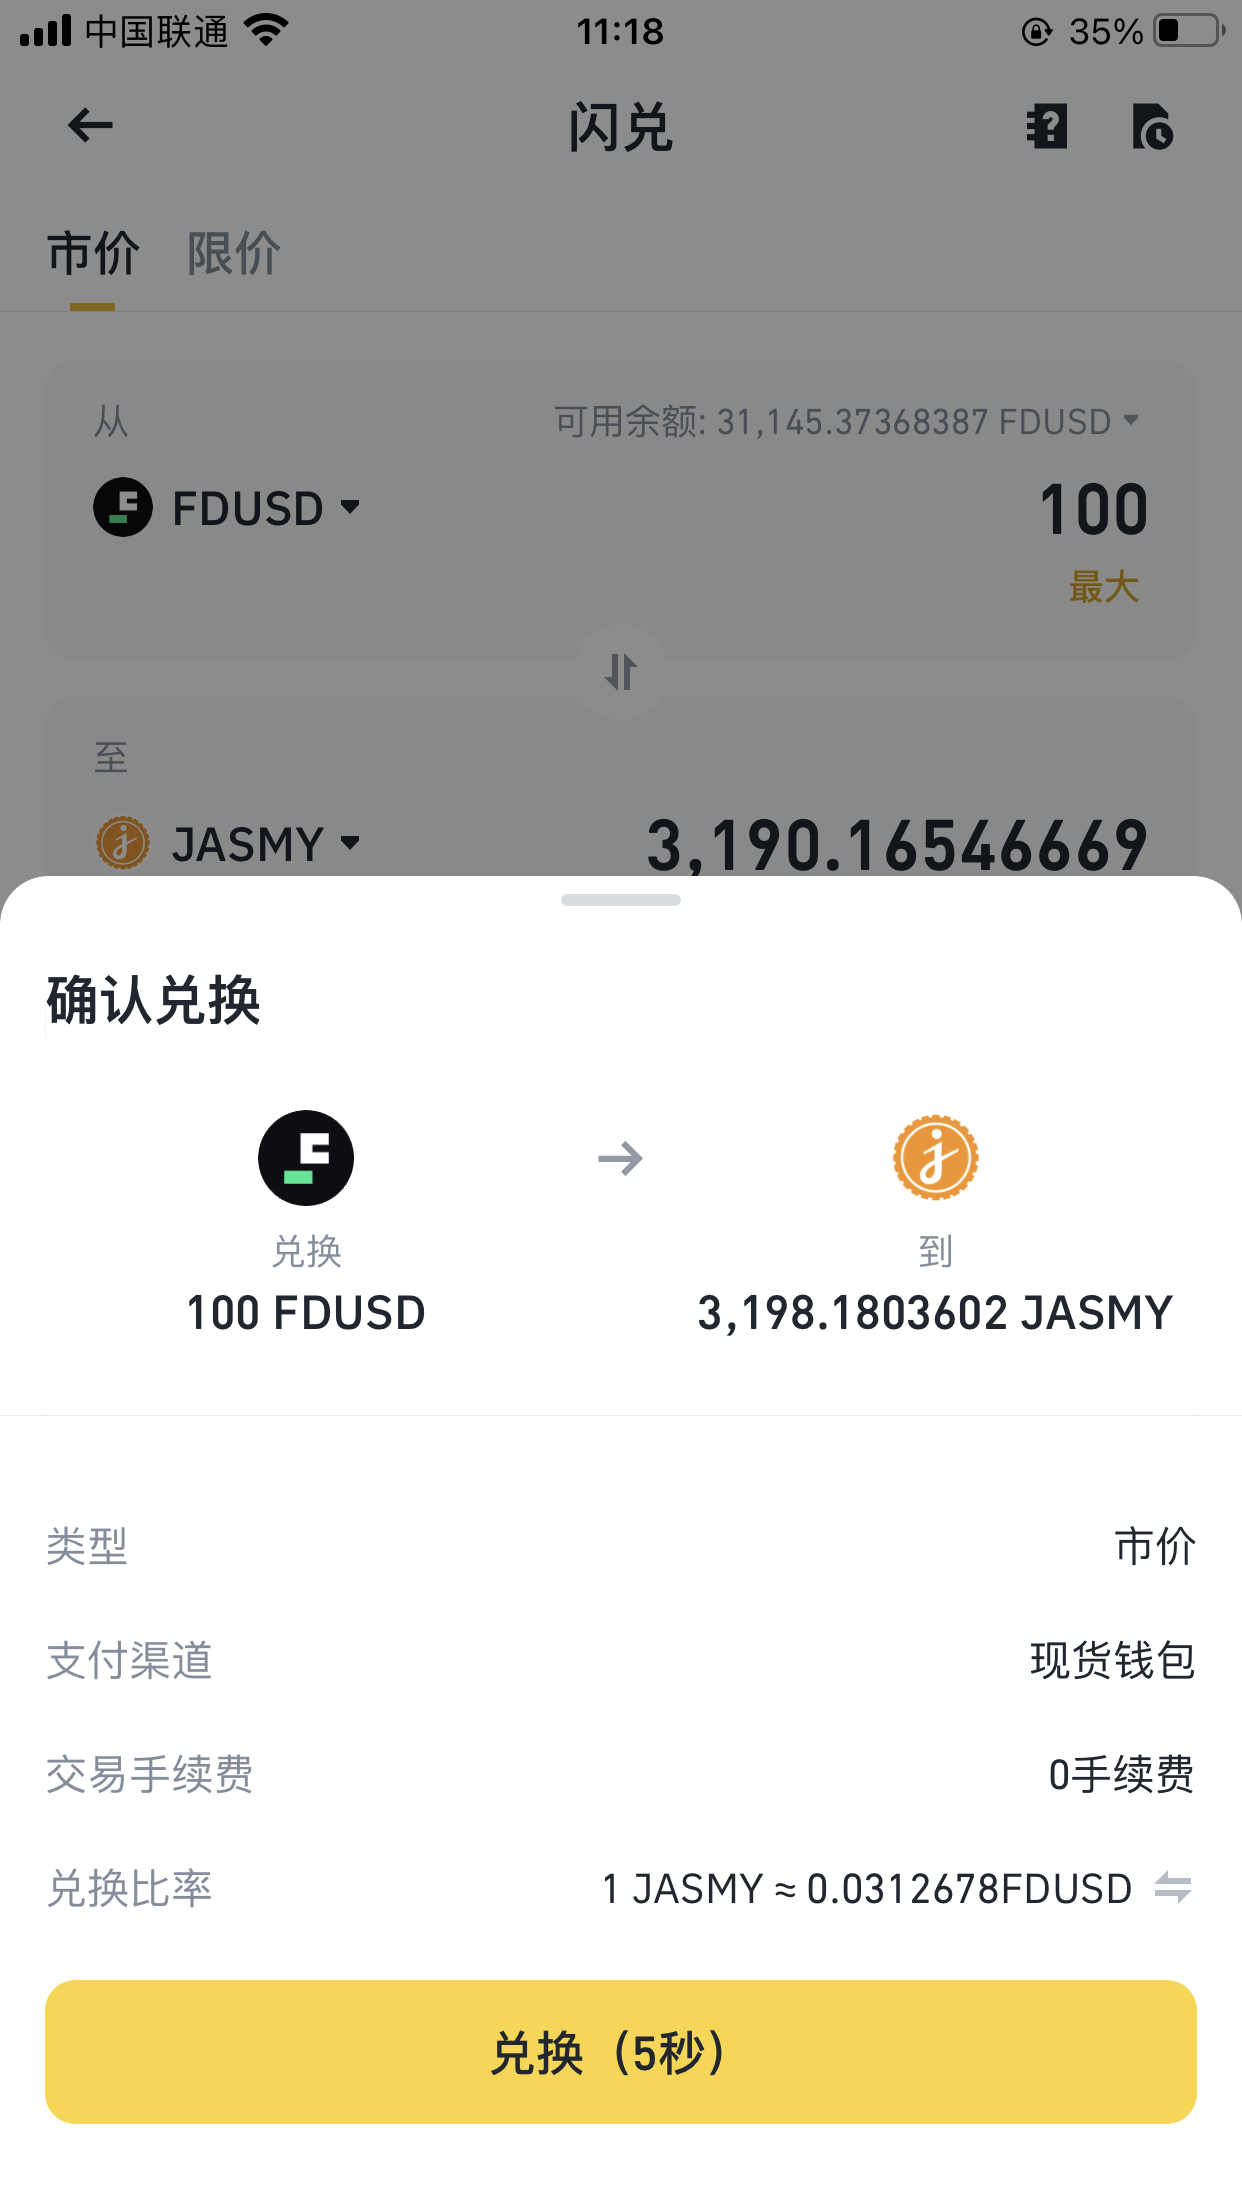 中国联通 11:18 35%
闪兑
市价 限价
从 可用余额: 31,145.37368387 FDUSD
FDUSD 100
最大
至
JASMY 3,190.16546669
确认兑换
兑换 到
100 FDUSD 3,198.1803602 JASMY
类型 市价
支付渠道 现货钱包
交易手续费 0手续费
兑换比率 1 JASMY ≈ 0.0312678FDUSD
兑换（5秒）